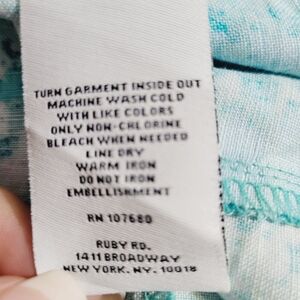 TURN GARMENT INSIDE OUT
MACHINE WASH COLD
WITH LIKE COLORS
ONLY NON-CHLORINE
BLEACH WHEN NEEDED
LINE DRY
WARM IRON
DO NOT IRON
EMBELLISHMENT
RN 107680
RUBY RD.
1411 BROADWAY
NEW YORK, NY. 10018